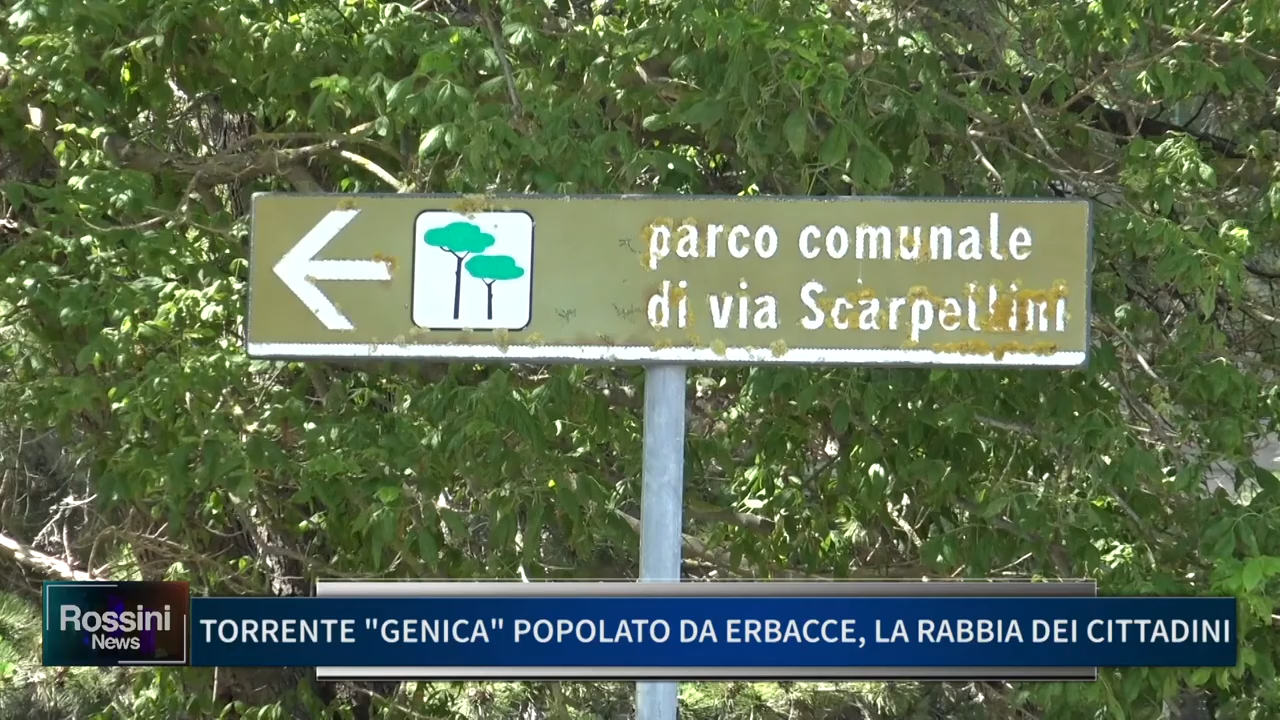 parco comunale
di via Scarpellini
Rossini
News
TORRENTE "GENICA" POPOLATO DA ERBACCE, LA RABBIA DEI CITTADINI